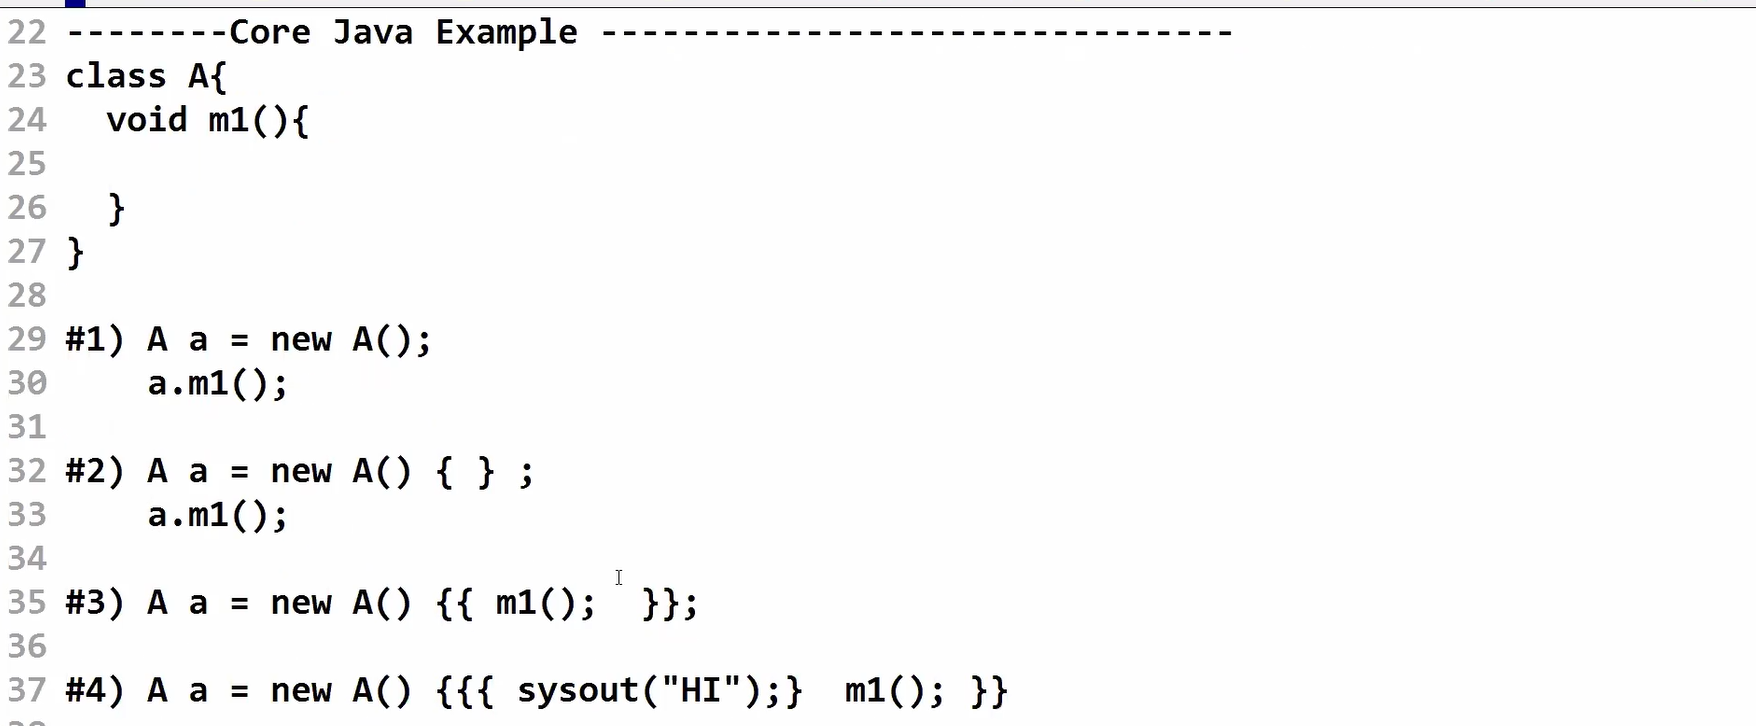 22 --------Core Java Example -------------------------------
23 class A{
24   void m1(){
25
26   }
27 }
28
29 #1) A a = new A();
30     a.m1();
31
32 #2) A a = new A() { } ;
33     a.m1();
34
35 #3) A a = new A() {{ m1();  }};
36
37 #4) A a = new A() {{{ sysout("HI");}  m1(); }}